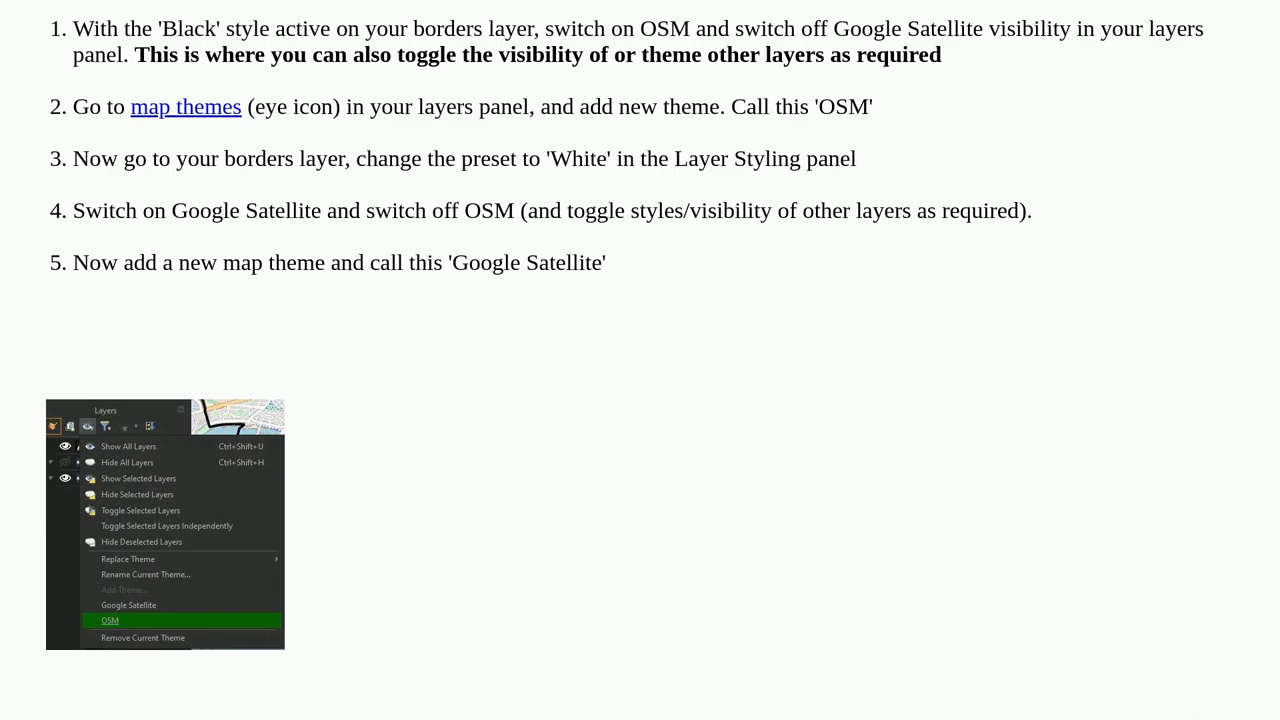 1. With the 'Black' style active on your borders layer, switch on OSM and switch off Google Satellite visibility in your layers
panel. This is where you can also toggle the visibility of or theme other layers as required
2. Go to map themes (eye icon) in your layers panel, and add new theme. Call this 'OSM'
3. Now go to your borders layer, change the preset to 'White' in the Layer Styling panel
4. Switch on Google Satellite and switch off OSM (and toggle styles/visibility of other layers as required).
5. Now add a new map theme and call this 'Google Satellite'
Layers
Show All Layers Ctrl+Shift+U
Hide All Layers Ctrl+Shift+H
Show Selected Layers
Hide Selected Layers
Toggle Selected Layers
Toggle Selected Layers Independently
Hide Deselected Layers
Replace Theme
Rename Current Theme...
Add Theme...
Google Satellite
OSM
Remove Current Theme